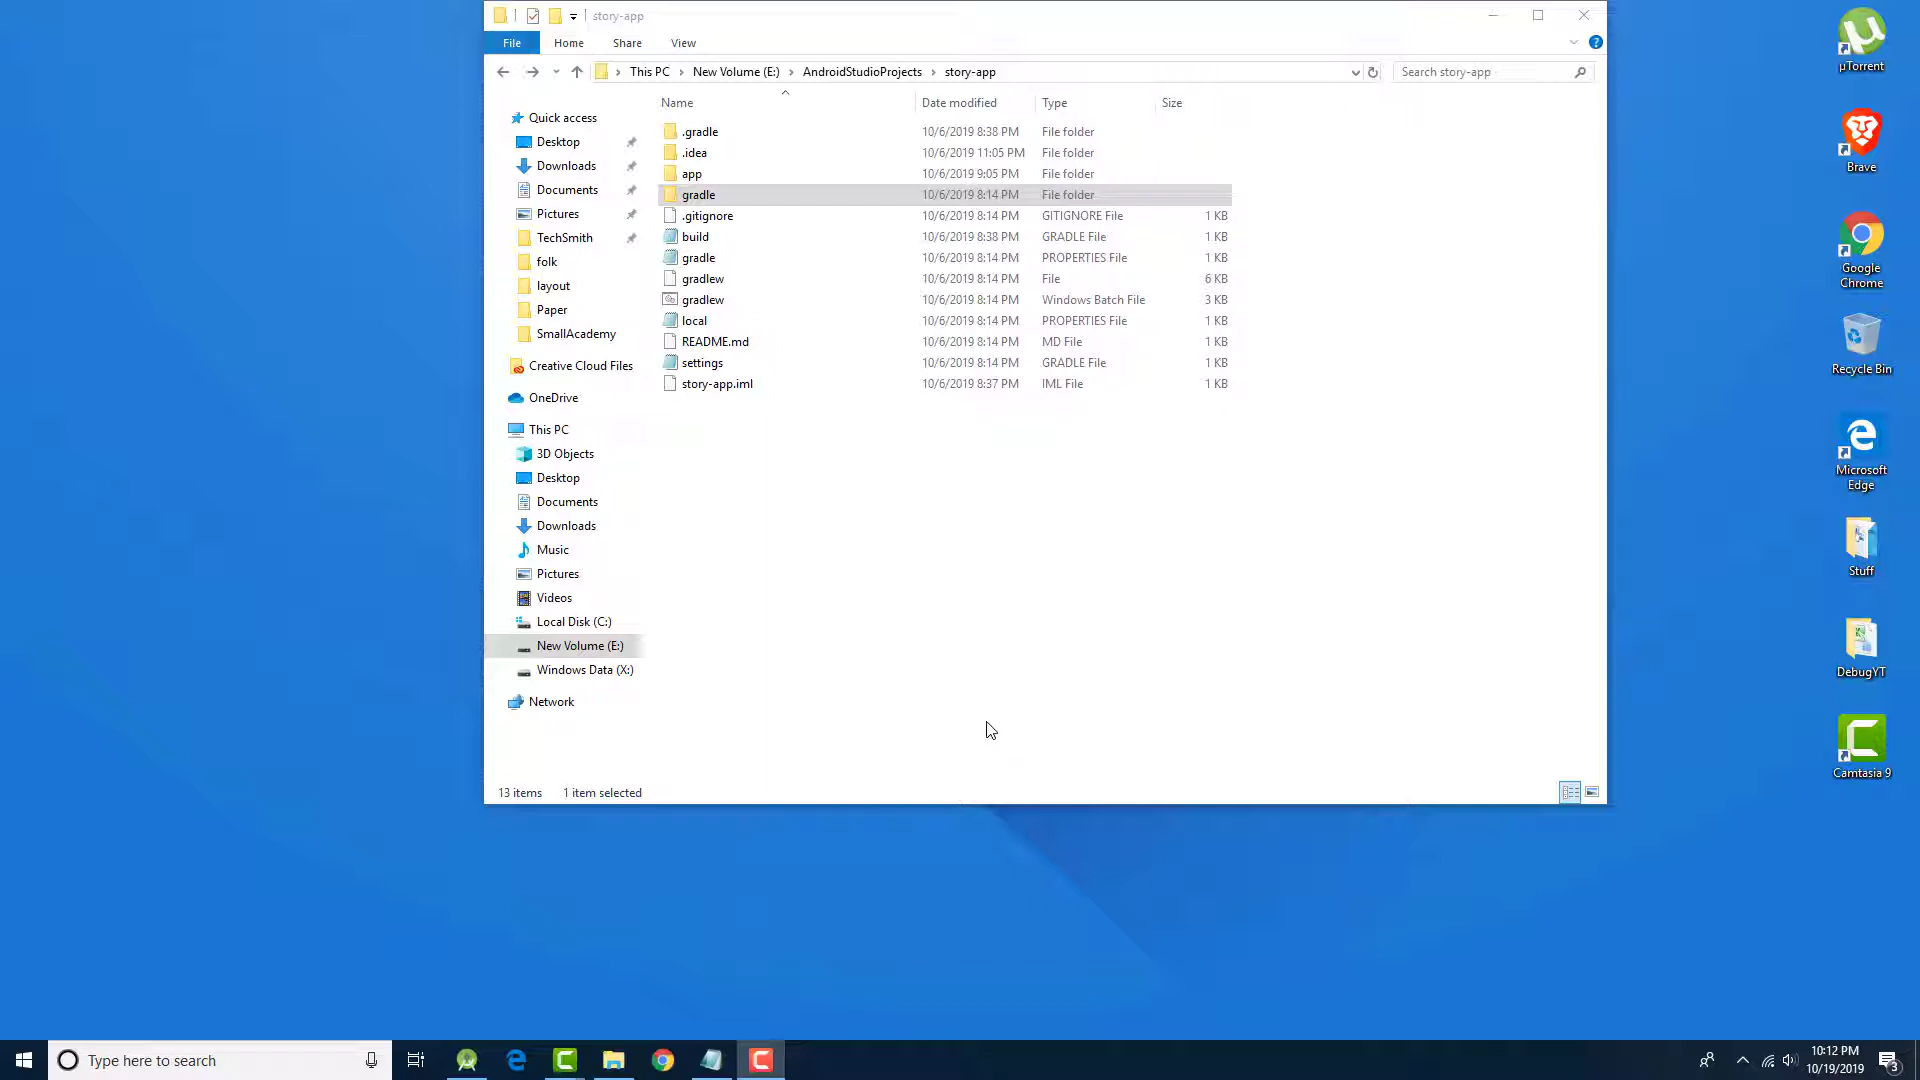 story-app
File Home Share View
This PC New Volume (E:) AndroidStudioProjects story-app
Search story-app
Name Date modified Type Size
Quick access
Desktop
Downloads
Documents
Pictures
TechSmith
folk
layout
Paper
SmallAcademy
Creative Cloud Files
OneDrive
This PC
3D Objects
Desktop
Documents
Downloads
Music
Pictures
Videos
Local Disk (C:)
New Volume (E:)
Windows Data (X:)
Network
.gradle 10/6/2019 8:38 PM File folder
.idea 10/6/2019 11:05 PM File folder
app 10/6/2019 9:05 PM File folder
gradle 10/6/2019 8:14 PM File folder
.gitignore 10/6/2019 8:14 PM GITIGNORE File 1 KB
build 10/6/2019 8:38 PM GRADLE File 1 KB
gradle 10/6/2019 8:14 PM PROPERTIES File 1 KB
gradlew 10/6/2019 8:14 PM File 6 KB
gradlew 10/6/2019 8:14 PM Windows Batch File 3 KB
local 10/6/2019 8:14 PM PROPERTIES File 1 KB
README.md 10/6/2019 8:14 PM MD File 1 KB
settings 10/6/2019 8:14 PM GRADLE File 1 KB
story-app.iml 10/6/2019 8:37 PM IML File 1 KB
13 items 1 item selected
µTorrent
Brave
Google
Chrome
Recycle Bin
Microsoft
Edge
Stuff
DebugYT
Camtasia 9
Type here to search
10:12 PM
10/19/2019
3